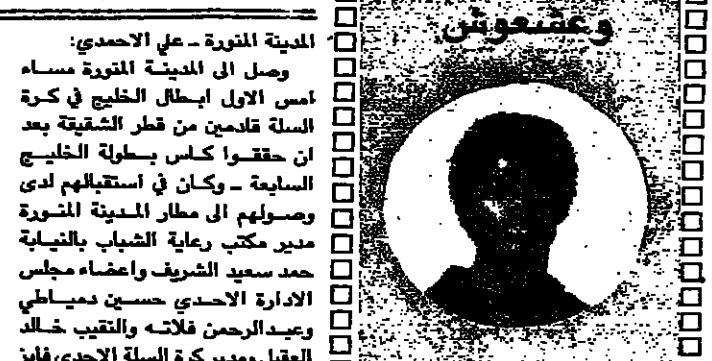 وعشعوش
المدينة المنورة ــ علي الاحمدي:
وصل الى المدينة المنورة مساء
امس الاول ابطال الخليج في كرة
السلة قادمين من قطر الشقيقة بعد
ان حققوا كاس بطولة الخليج
السابعة ــ وكان في استقبالهم لدى
وصولهم الى مطار المدينة المنورة
مدير مكتب رعاية الشباب بالنيابة
حمد سعيد الشريف واعضاء مجلس
الادارة الاحدي حسين دمياطي
وعبدالرحمن فلاته والنقيب خالد
العقيل ومدير كرة السلة الاحدي فايز